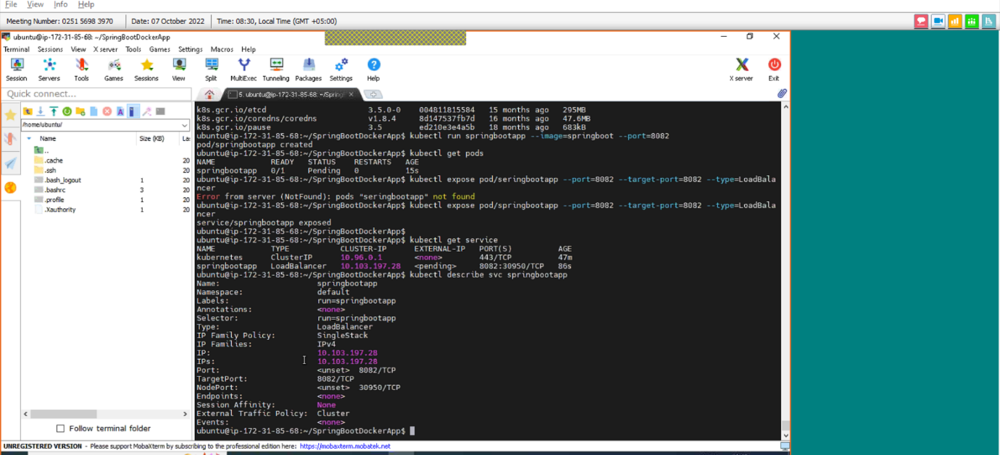 File View Info Help
Meeting Number: 0251 5698 3970 Date: 07 October 2022 Time: 08:30, Local Time (GMT +05:00)
ubuntu@ip-172-31-85-68: ~/SpringBootDockerApp
Terminal Sessions View X server Tools Games Settings Macros Help
Session Servers Tools Games Sessions View Split MultiExec Tunneling Packages Settings Help X server Exit
Quick connect...
5. ubuntu@ip-172-31-85-68: ~/Spring
/home/ubuntu/
Name Size (KB) La:
..
.cache 20
.ssh 20
.bash_logout 1 20
.bashrc 3 20
.profile 1 20
.Xauthority 1 20
Follow terminal folder
k8s.gcr.io/etcd 3.5.0-0 004811815584 15 months ago 295MB
k8s.gcr.io/coredns/coredns v1.8.4 8d147537fb7d 16 months ago 47.6MB
k8s.gcr.io/pause 3.5 ed210e3e4a5b 18 months ago 683kB
ubuntu@ip-172-31-85-68:~/SpringBootDockerApp$ kubectl run springbootapp --image=springboot --port=8082
pod/springbootapp created
ubuntu@ip-172-31-85-68:~/SpringBootDockerApp$ kubectl get pods
NAME READY STATUS RESTARTS AGE
springbootapp 0/1 Pending 0 15s
ubuntu@ip-172-31-85-68:~/SpringBootDockerApp$ kubectl expose pod/seringbootapp --port=8082 --target-port=8082 --type=LoadBala
ncer
Error from server (NotFound): pods "seringbootapp" not found
ubuntu@ip-172-31-85-68:~/SpringBootDockerApp$ kubectl expose pod/springbootapp --port=8082 --target-port=8082 --type=LoadBala
ncer
service/springbootapp exposed
ubuntu@ip-172-31-85-68:~/SpringBootDockerApp$
ubuntu@ip-172-31-85-68:~/SpringBootDockerApp$ kubectl get service
NAME TYPE CLUSTER-IP EXTERNAL-IP PORT(S) AGE
kubernetes ClusterIP 10.96.0.1 <none> 443/TCP 47m
springbootapp LoadBalancer 10.103.197.28 <pending> 8082:30950/TCP 86s
ubuntu@ip-172-31-85-68:~/SpringBootDockerApp$ kubectl describe svc springbootapp
Name: springbootapp
Namespace: default
Labels: run=springbootapp
Annotations: <none>
Selector: run=springbootapp
Type: LoadBalancer
IP Family Policy: SingleStack
IP Families: IPv4
IP: 10.103.197.28
IPs: 10.103.197.28
Port: <unset> 8082/TCP
TargetPort: 8082/TCP
NodePort: <unset> 30950/TCP
Endpoints: <none>
Session Affinity: None
External Traffic Policy: Cluster
Events: <none>
ubuntu@ip-172-31-85-68:~/SpringBootDockerApp$
UNREGISTERED VERSION - Please support MobaXterm by subscribing to the professional edition here: https://mobaxterm.mobatek.net